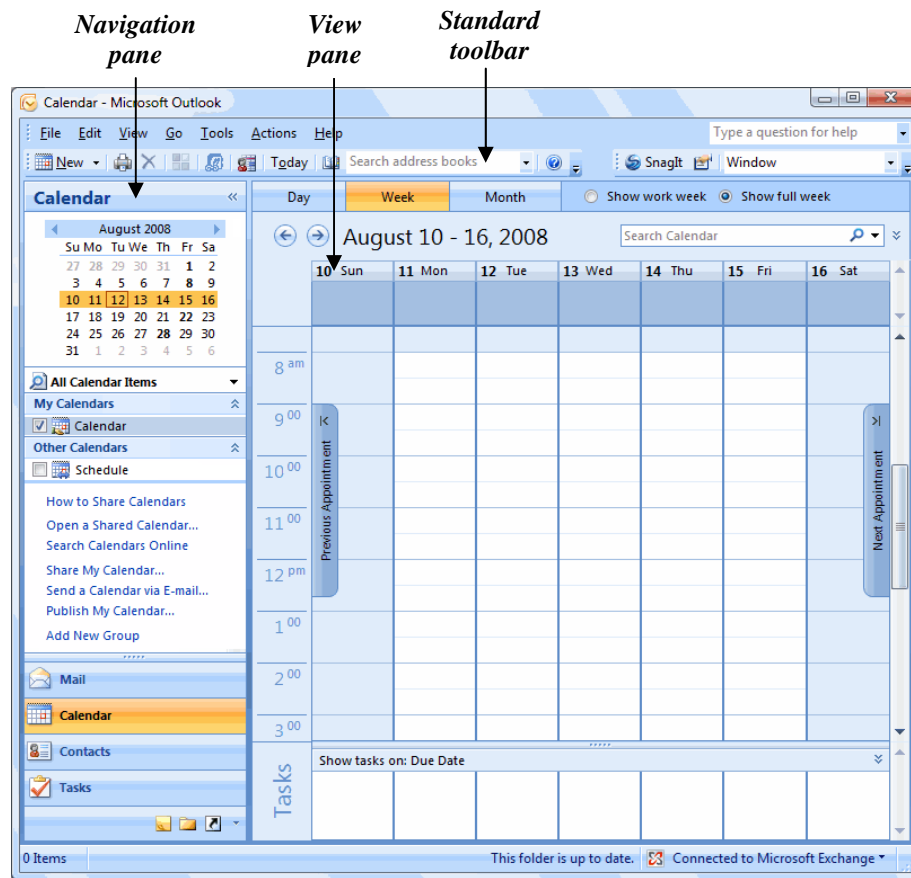 Navigation pane
View pane
Standard toolbar
Calendar - Microsoft Outlook
File Edit View Go Tools Actions Help
Type a question for help
New Today Search address books SnagIt Window
Calendar «
Day Week Month Show work week Show full week
August 2008
Su Mo Tu We Th Fr Sa
27 28 29 30 31 1 2
3 4 5 6 7 8 9
10 11 12 13 14 15 16
17 18 19 20 21 22 23
24 25 26 27 28 29 30
31 1 2 3 4 5 6
All Calendar Items
My Calendars
Calendar
Other Calendars
Schedule
How to Share Calendars
Open a Shared Calendar...
Search Calendars Online
Share My Calendar...
Send a Calendar via E-mail...
Publish My Calendar...
Add New Group
Mail
Calendar
Contacts
Tasks
August 10 - 16, 2008
Search Calendar
10 Sun 11 Mon 12 Tue 13 Wed 14 Thu 15 Fri 16 Sat
8 am
9 00
10 00
11 00
12 pm
1 00
2 00
3 00
Previous Appointment
Next Appointment
Tasks
Show tasks on: Due Date
0 Items
This folder is up to date.
Connected to Microsoft Exchange